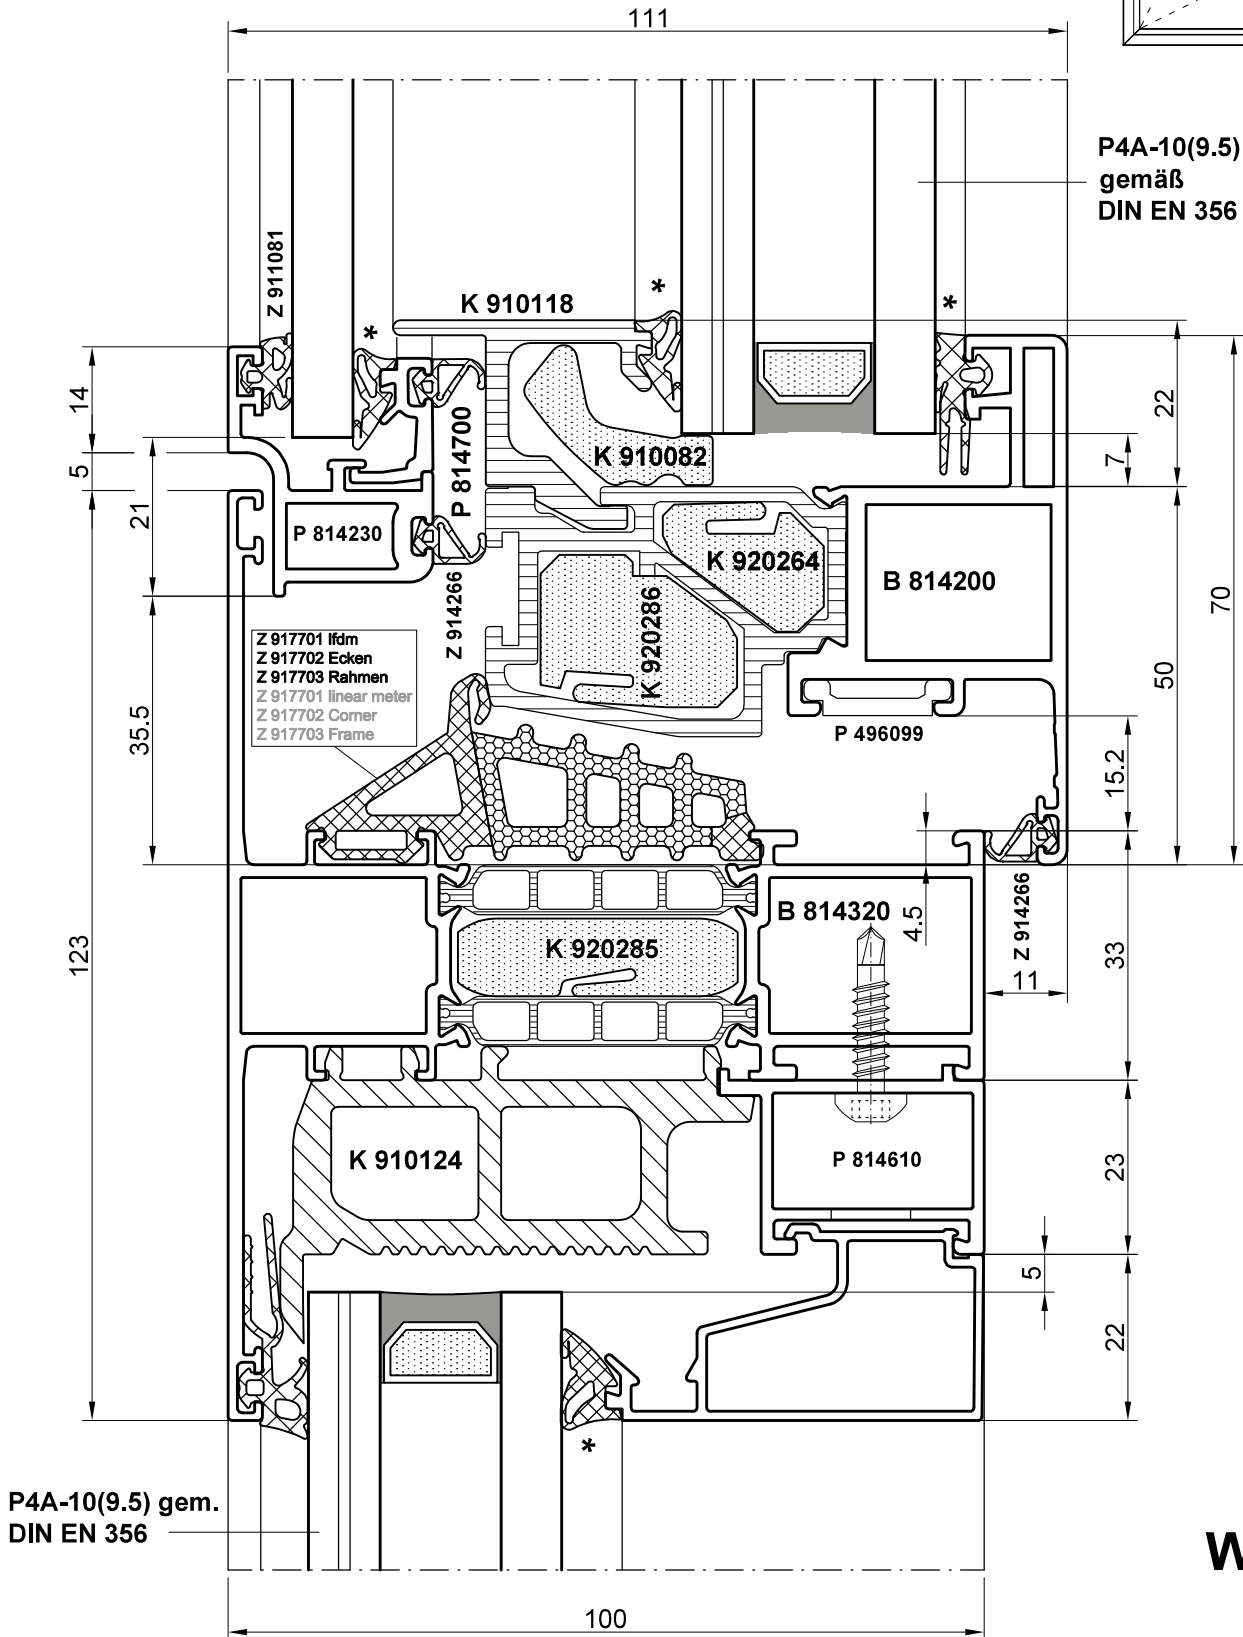 111
P4A-10(9.5)
gemäß
DIN EN 356
Z 911081
*
K 910118
*
*
14
5
21
35.5
123
P 814700
K 910082
22
7
P 814230
K 920264
B 814200
70
Z 914266
K 920286
50
Z 917701 lfdm
Z 917702 Ecken
Z 917703 Rahmen
Z 917701 linear meter
Z 917702 Corner
Z 917703 Frame
P 496099
15.2
B 814320
4.5
Z 914266
K 920285
11
33
K 910124
P 814610
23
5
22
*
P4A-10(9.5) gem.
DIN EN 356
W
100